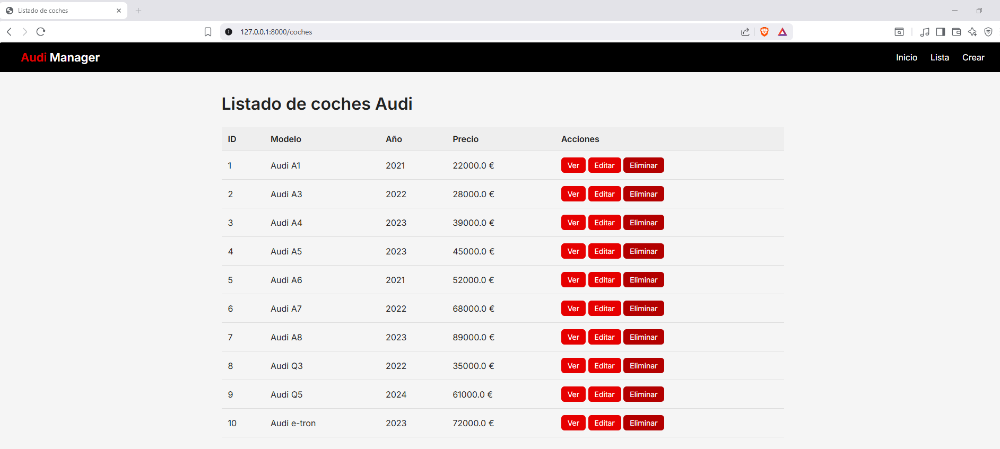 Listado de coches
127.0.0.1:8000/coches
Audi Manager
Inicio Lista Crear
Listado de coches Audi
ID Modelo Año Precio Acciones
1 Audi A1 2021 22000.0 € Ver Editar Eliminar
2 Audi A3 2022 28000.0 € Ver Editar Eliminar
3 Audi A4 2023 39000.0 € Ver Editar Eliminar
4 Audi A5 2023 45000.0 € Ver Editar Eliminar
5 Audi A6 2021 52000.0 € Ver Editar Eliminar
6 Audi A7 2022 68000.0 € Ver Editar Eliminar
7 Audi A8 2023 89000.0 € Ver Editar Eliminar
8 Audi Q3 2022 35000.0 € Ver Editar Eliminar
9 Audi Q5 2024 61000.0 € Ver Editar Eliminar
10 Audi e-tron 2023 72000.0 € Ver Editar Eliminar